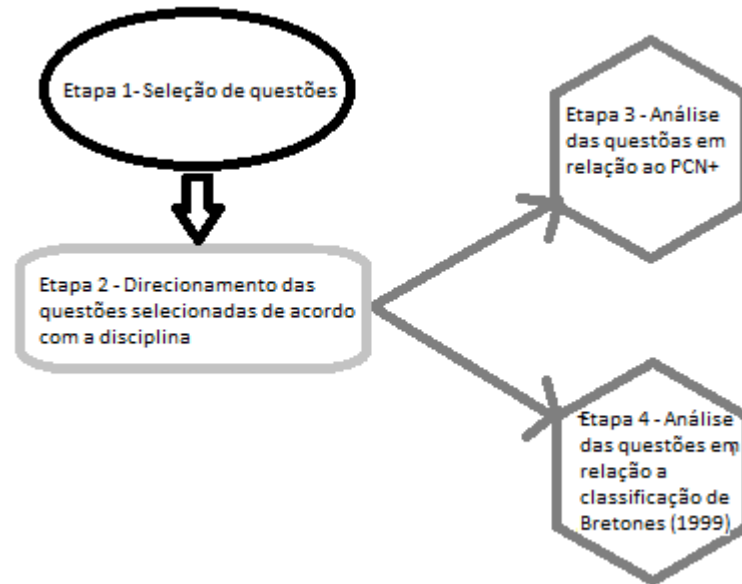 Etapa 1- Seleção de questões
Etapa 2 - Direcionamento das
questões selecionadas de acordo
com a disciplina
Etapa 3 - Análise
das questõas em
relação ao PCN+
Etapa 4 - Análise
das questões em
relação a
classificação de
Bretones (1999)